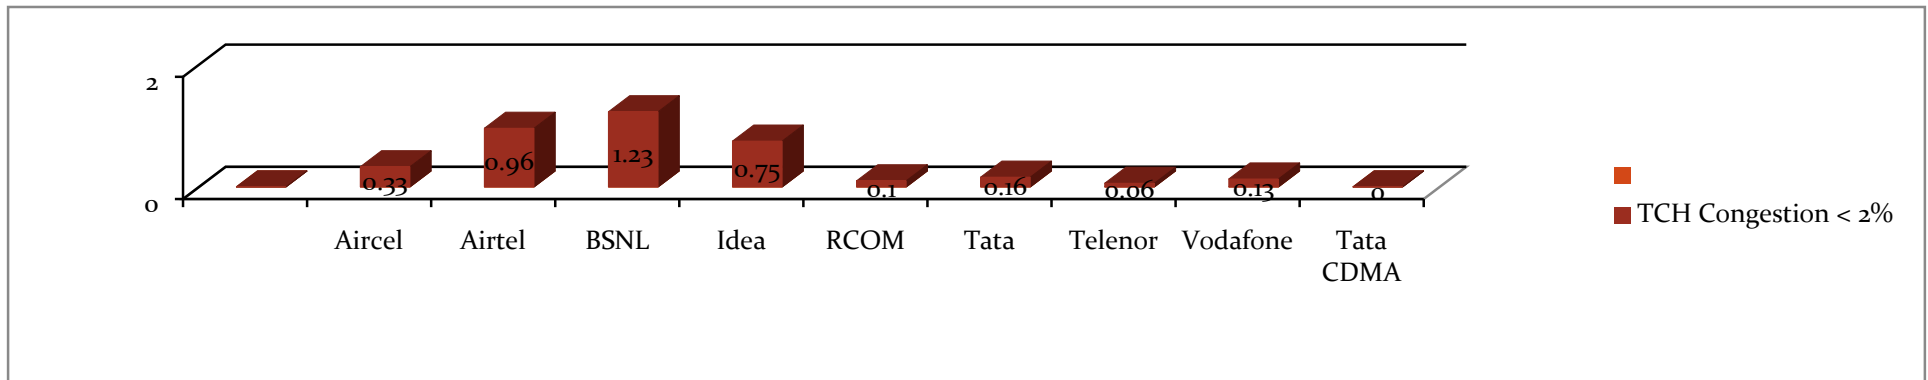 2
0
0.33
0.96
1.23
0.75
0.1
0.16
0.06
0.13
0
Aircel
Airtel
BSNL
Idea
RCOM
Tata
Telenor
Vodafone
Tata
CDMA
TCH Congestion < 2%